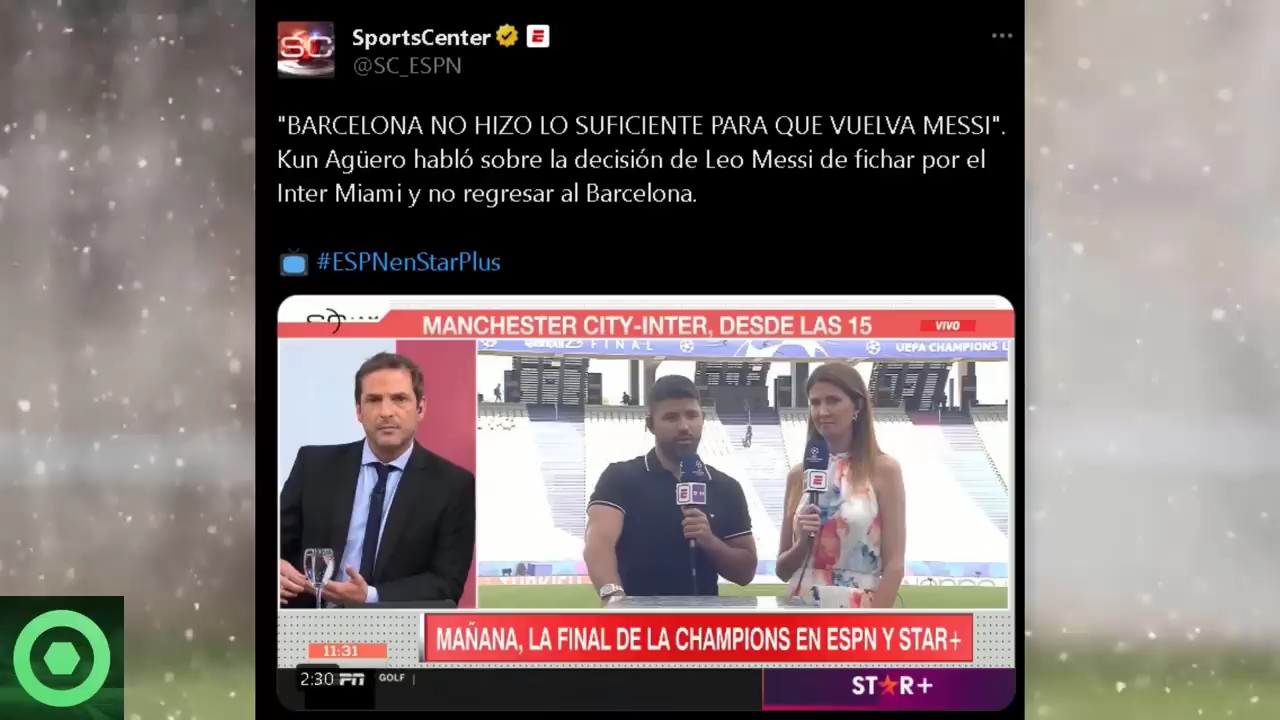 SC
SportsCenter
@SC_ESPN
"BARCELONA NO HIZO LO SUFICIENTE PARA QUE VUELVA MESSI".
Kun Agüero habló sobre la decisión de Leo Messi de fichar por el
Inter Miami y no regresar al Barcelona.
#ESPNenStarPlus
MANCHESTER CITY-INTER, DESDE LAS 15
VIVO
FINAL
UEFA CHAMPIONS L
TURKISH
MAÑANA, LA FINAL DE LA CHAMPIONS EN ESPN Y STAR+
11:31
2:30
GOLF
STAR+